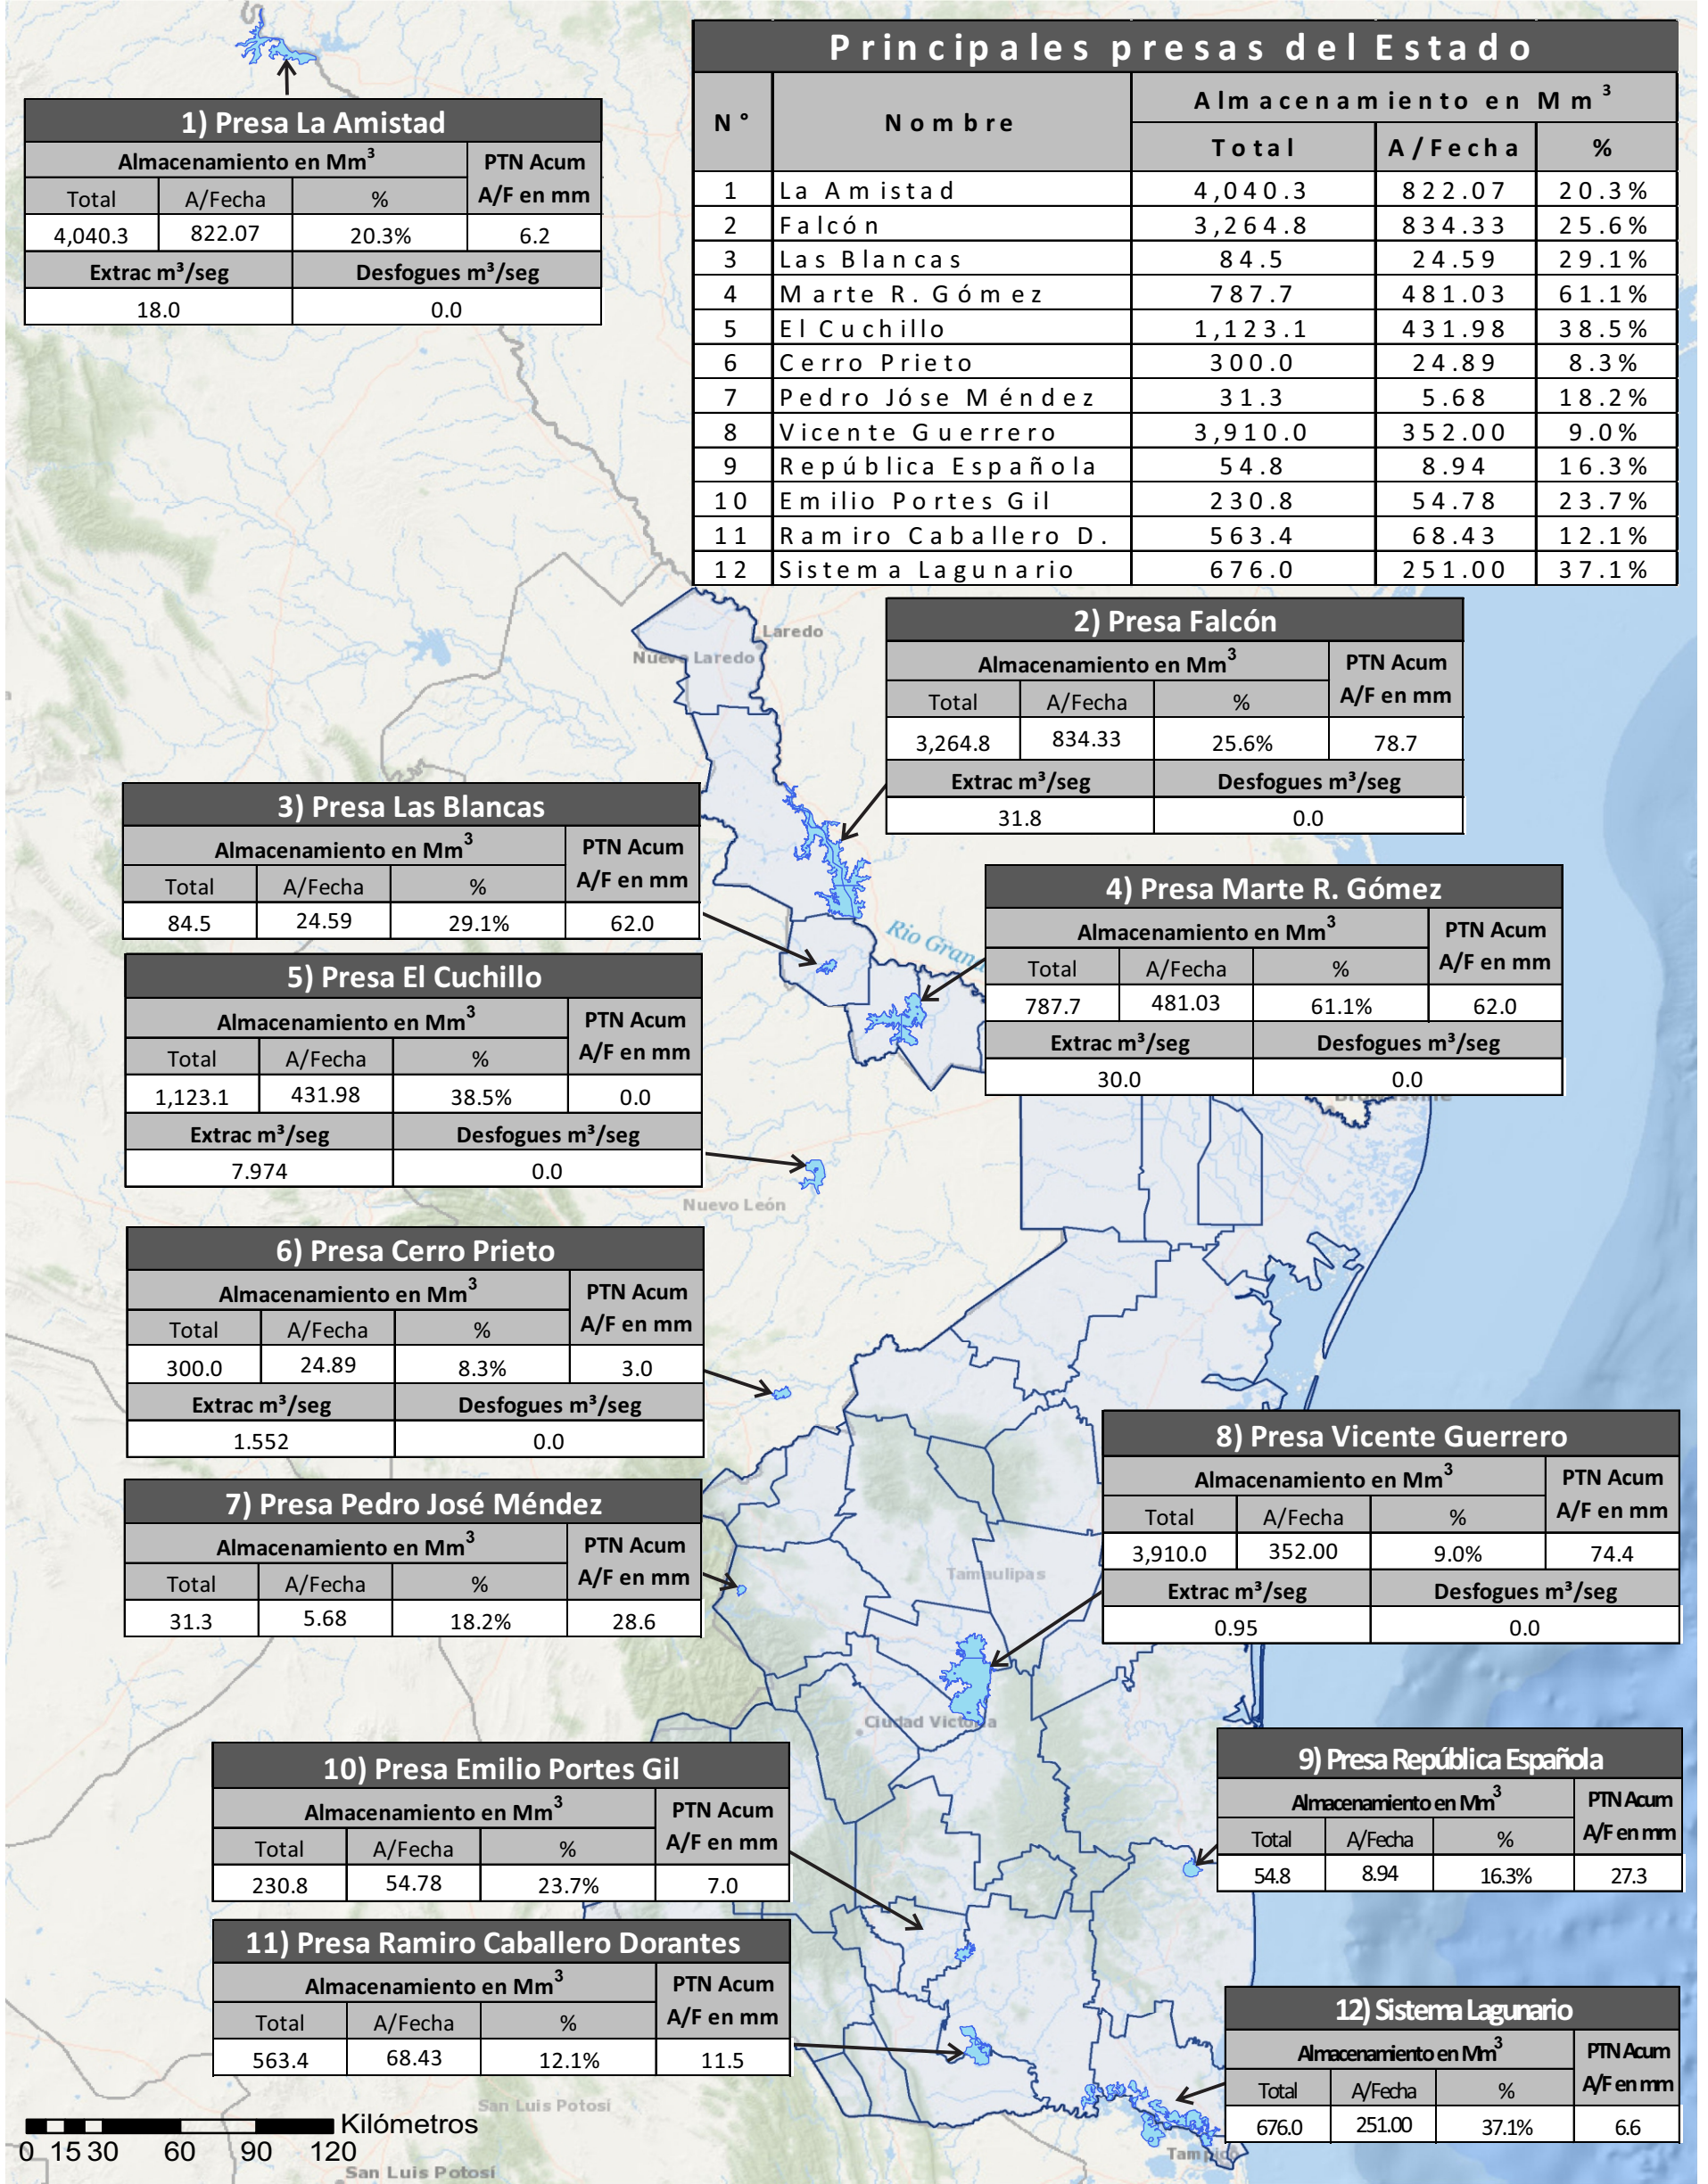 Principales presas del Estado
N° Nombre Almacenamiento en Mm³
Total A/Fecha %
1 La Amistad 4,040.3 822.07 20.3%
2 Falcón 3,264.8 834.33 25.6%
3 Las Blancas 84.5 24.59 29.1%
4 Marte R. Gómez 787.7 481.03 61.1%
5 El Cuchillo 1,123.1 431.98 38.5%
6 Cerro Prieto 300.0 24.89 8.3%
7 Pedro Jóse Méndez 31.3 5.68 18.2%
8 Vicente Guerrero 3,910.0 352.00 9.0%
9 República Española 54.8 8.94 16.3%
10 Emilio Portes Gil 230.8 54.78 23.7%
11 Ramiro Caballero D. 563.4 68.43 12.1%
12 Sistema Lagunario 676.0 251.00 37.1%
1) Presa La Amistad
Almacenamiento en Mm³ PTN Acum
Total A/Fecha % A/F en mm
4,040.3 822.07 20.3% 6.2
Extrac m³/seg Desfogues m³/seg
18.0 0.0
Laredo
Nuevo Laredo
2) Presa Falcón
Almacenamiento en Mm³ PTN Acum
Total A/Fecha % A/F en mm
3,264.8 834.33 25.6% 78.7
Extrac m³/seg Desfogues m³/seg
31.8 0.0
3) Presa Las Blancas
Almacenamiento en Mm³ PTN Acum
Total A/Fecha % A/F en mm
84.5 24.59 29.1% 62.0
Rio Grand
4) Presa Marte R. Gómez
Almacenamiento en Mm³ PTN Acum
Total A/Fecha % A/F en mm
787.7 481.03 61.1% 62.0
Extrac m³/seg Desfogues m³/seg
30.0 0.0
5) Presa El Cuchillo
Almacenamiento en Mm³ PTN Acum
Total A/Fecha % A/F en mm
1,123.1 431.98 38.5% 0.0
Extrac m³/seg Desfogues m³/seg
7.974 0.0
Nuevo León
6) Presa Cerro Prieto
Almacenamiento en Mm³ PTN Acum
Total A/Fecha % A/F en mm
300.0 24.89 8.3% 3.0
Extrac m³/seg Desfogues m³/seg
1.552 0.0
7) Presa Pedro José Méndez
Almacenamiento en Mm³ PTN Acum
Total A/Fecha % A/F en mm
31.3 5.68 18.2% 28.6
Tamaulipas
8) Presa Vicente Guerrero
Almacenamiento en Mm³ PTN Acum
Total A/Fecha % A/F en mm
3,910.0 352.00 9.0% 74.4
Extrac m³/seg Desfogues m³/seg
0.95 0.0
Ciudad Victoria
9) Presa República Española
Almacenamiento en Mm³ PTN Acum
Total A/Fecha % A/F en mm
54.8 8.94 16.3% 27.3
10) Presa Emilio Portes Gil
Almacenamiento en Mm³ PTN Acum
Total A/Fecha % A/F en mm
230.8 54.78 23.7% 7.0
11) Presa Ramiro Caballero Dorantes
Almacenamiento en Mm³ PTN Acum
Total A/Fecha % A/F en mm
563.4 68.43 12.1% 11.5
12) Sistema Lagunario
Almacenamiento en Mm³ PTN Acum
Total A/Fecha % A/F en mm
676.0 251.00 37.1% 6.6
San Luis Potosí
Tampico
Kilómetros
0 15 30 60 90 120
San Luis Potosí